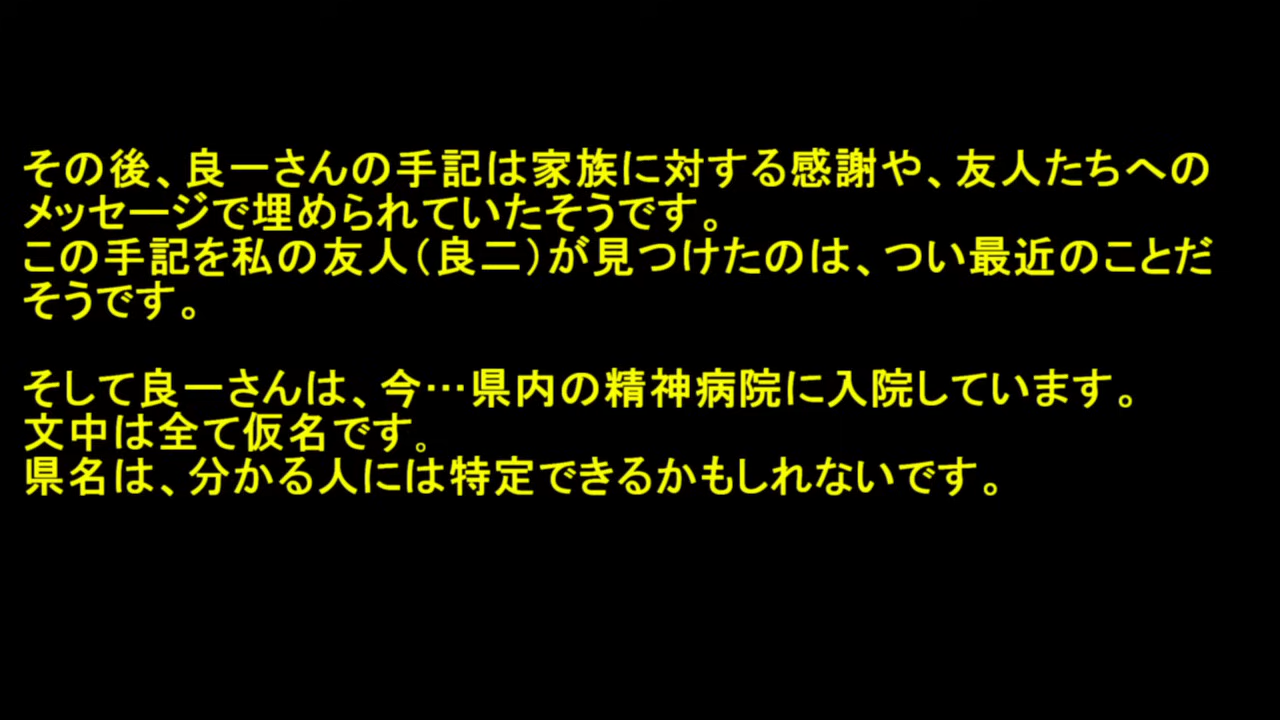 その後、良一さんの手記は家族に対する感謝や、友人たちへの
メッセージで埋められていたそうです。
この手記を私の友人（良二）が見つけたのは、つい最近のことだ
そうです。
そして良一さんは、今…県内の精神病院に入院しています。
文中は全て仮名です。
県名は、分かる人には特定できるかもしれないです。